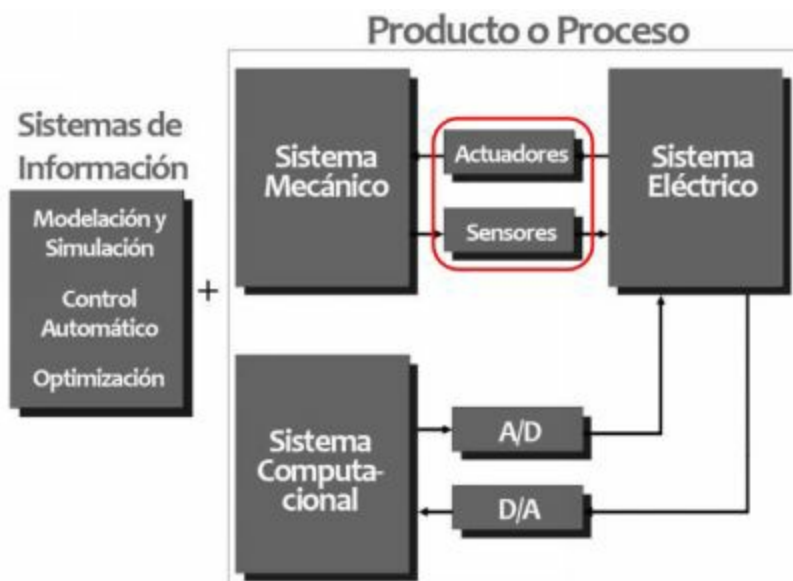 Producto o Proceso
Sistemas de
Información
Modelación y
Simulación
Control
Automático
Optimización
+
Sistema
Mecánico
Actuadores
Sensores
Sistema
Eléctrico
Sistema
Computa-
cional
A/D
D/A